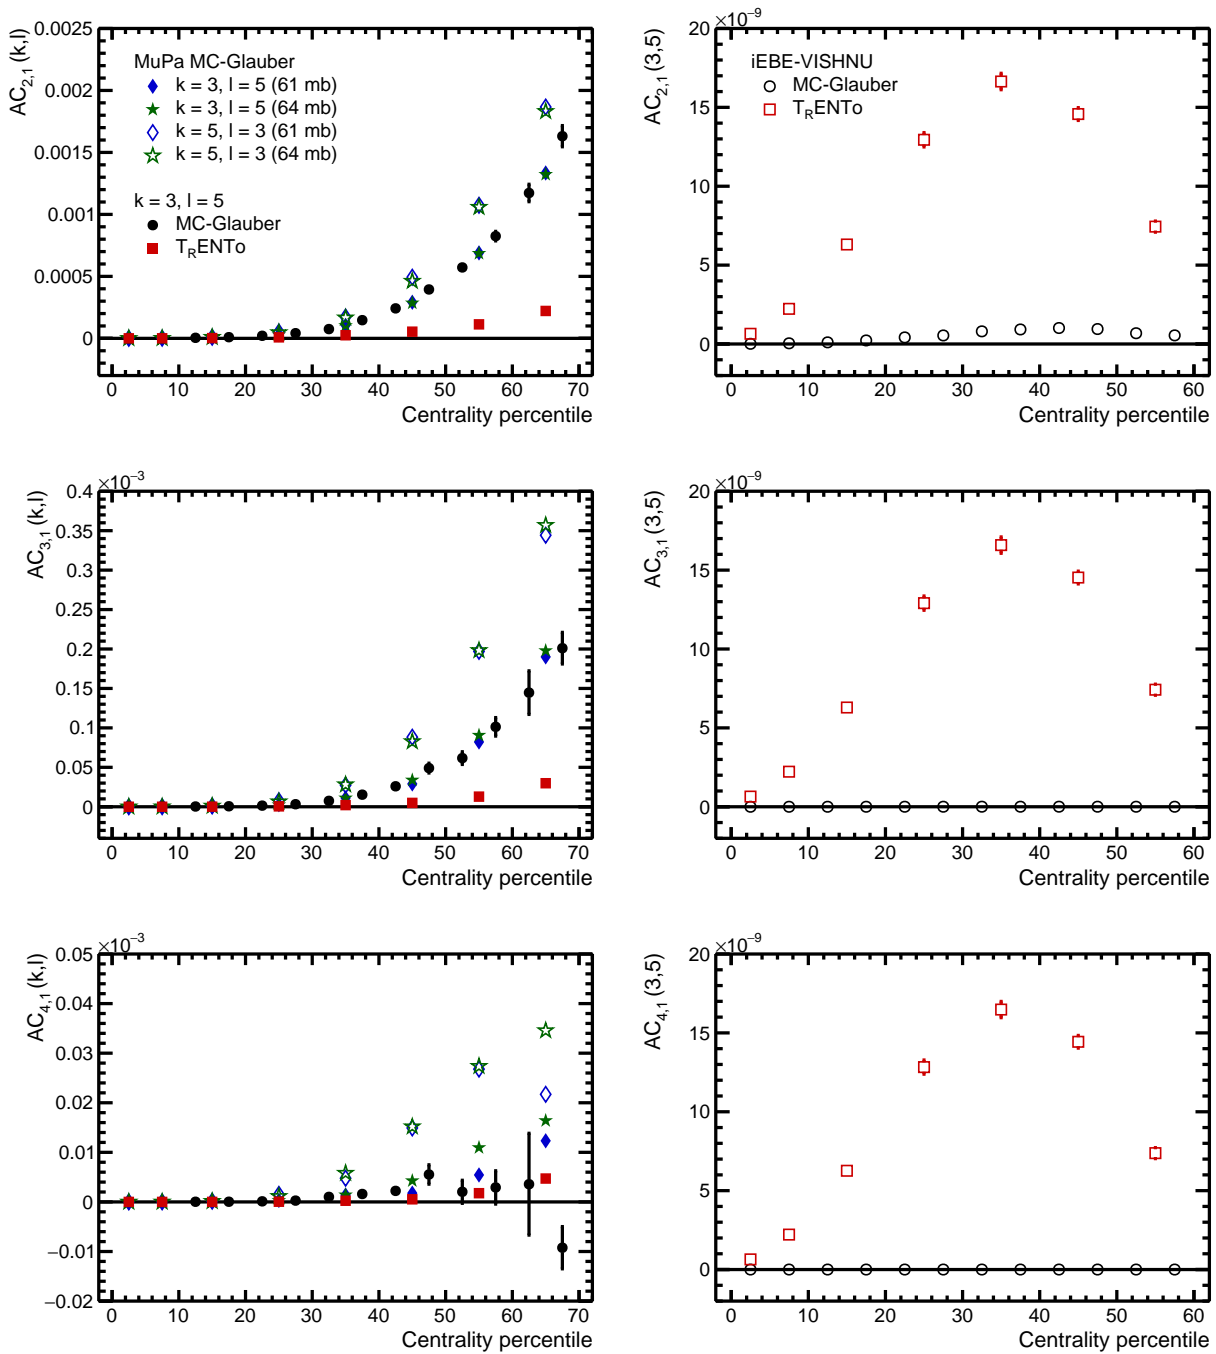 AC2,1 (k,l)
0.0025
0.002
0.0015
0.001
0.0005
0
MuPa MC-Glauber
k = 3, l = 5 (61 mb)
k = 3, l = 5 (64 mb)
k = 5, l = 3 (61 mb)
k = 5, l = 3 (64 mb)
k = 3, l = 5
MC-Glauber
TRENTo
0 10 20 30 40 50 60 70
Centrality percentile
AC2,1 (3,5)
×10−9
20
15
10
5
0
iEBE-VISHNU
MC-Glauber
TRENTo
0 10 20 30 40 50 60
Centrality percentile
AC3,1 (k,l)
×10−3
0.4
0.35
0.3
0.25
0.2
0.15
0.1
0.05
0
0 10 20 30 40 50 60 70
Centrality percentile
AC3,1 (3,5)
×10−9
20
15
10
5
0
0 10 20 30 40 50 60
Centrality percentile
AC4,1 (k,l)
×10−3
0.05
0.04
0.03
0.02
0.01
0
−0.01
−0.02
0 10 20 30 40 50 60 70
Centrality percentile
AC4,1 (3,5)
×10−9
20
15
10
5
0
0 10 20 30 40 50 60
Centrality percentile